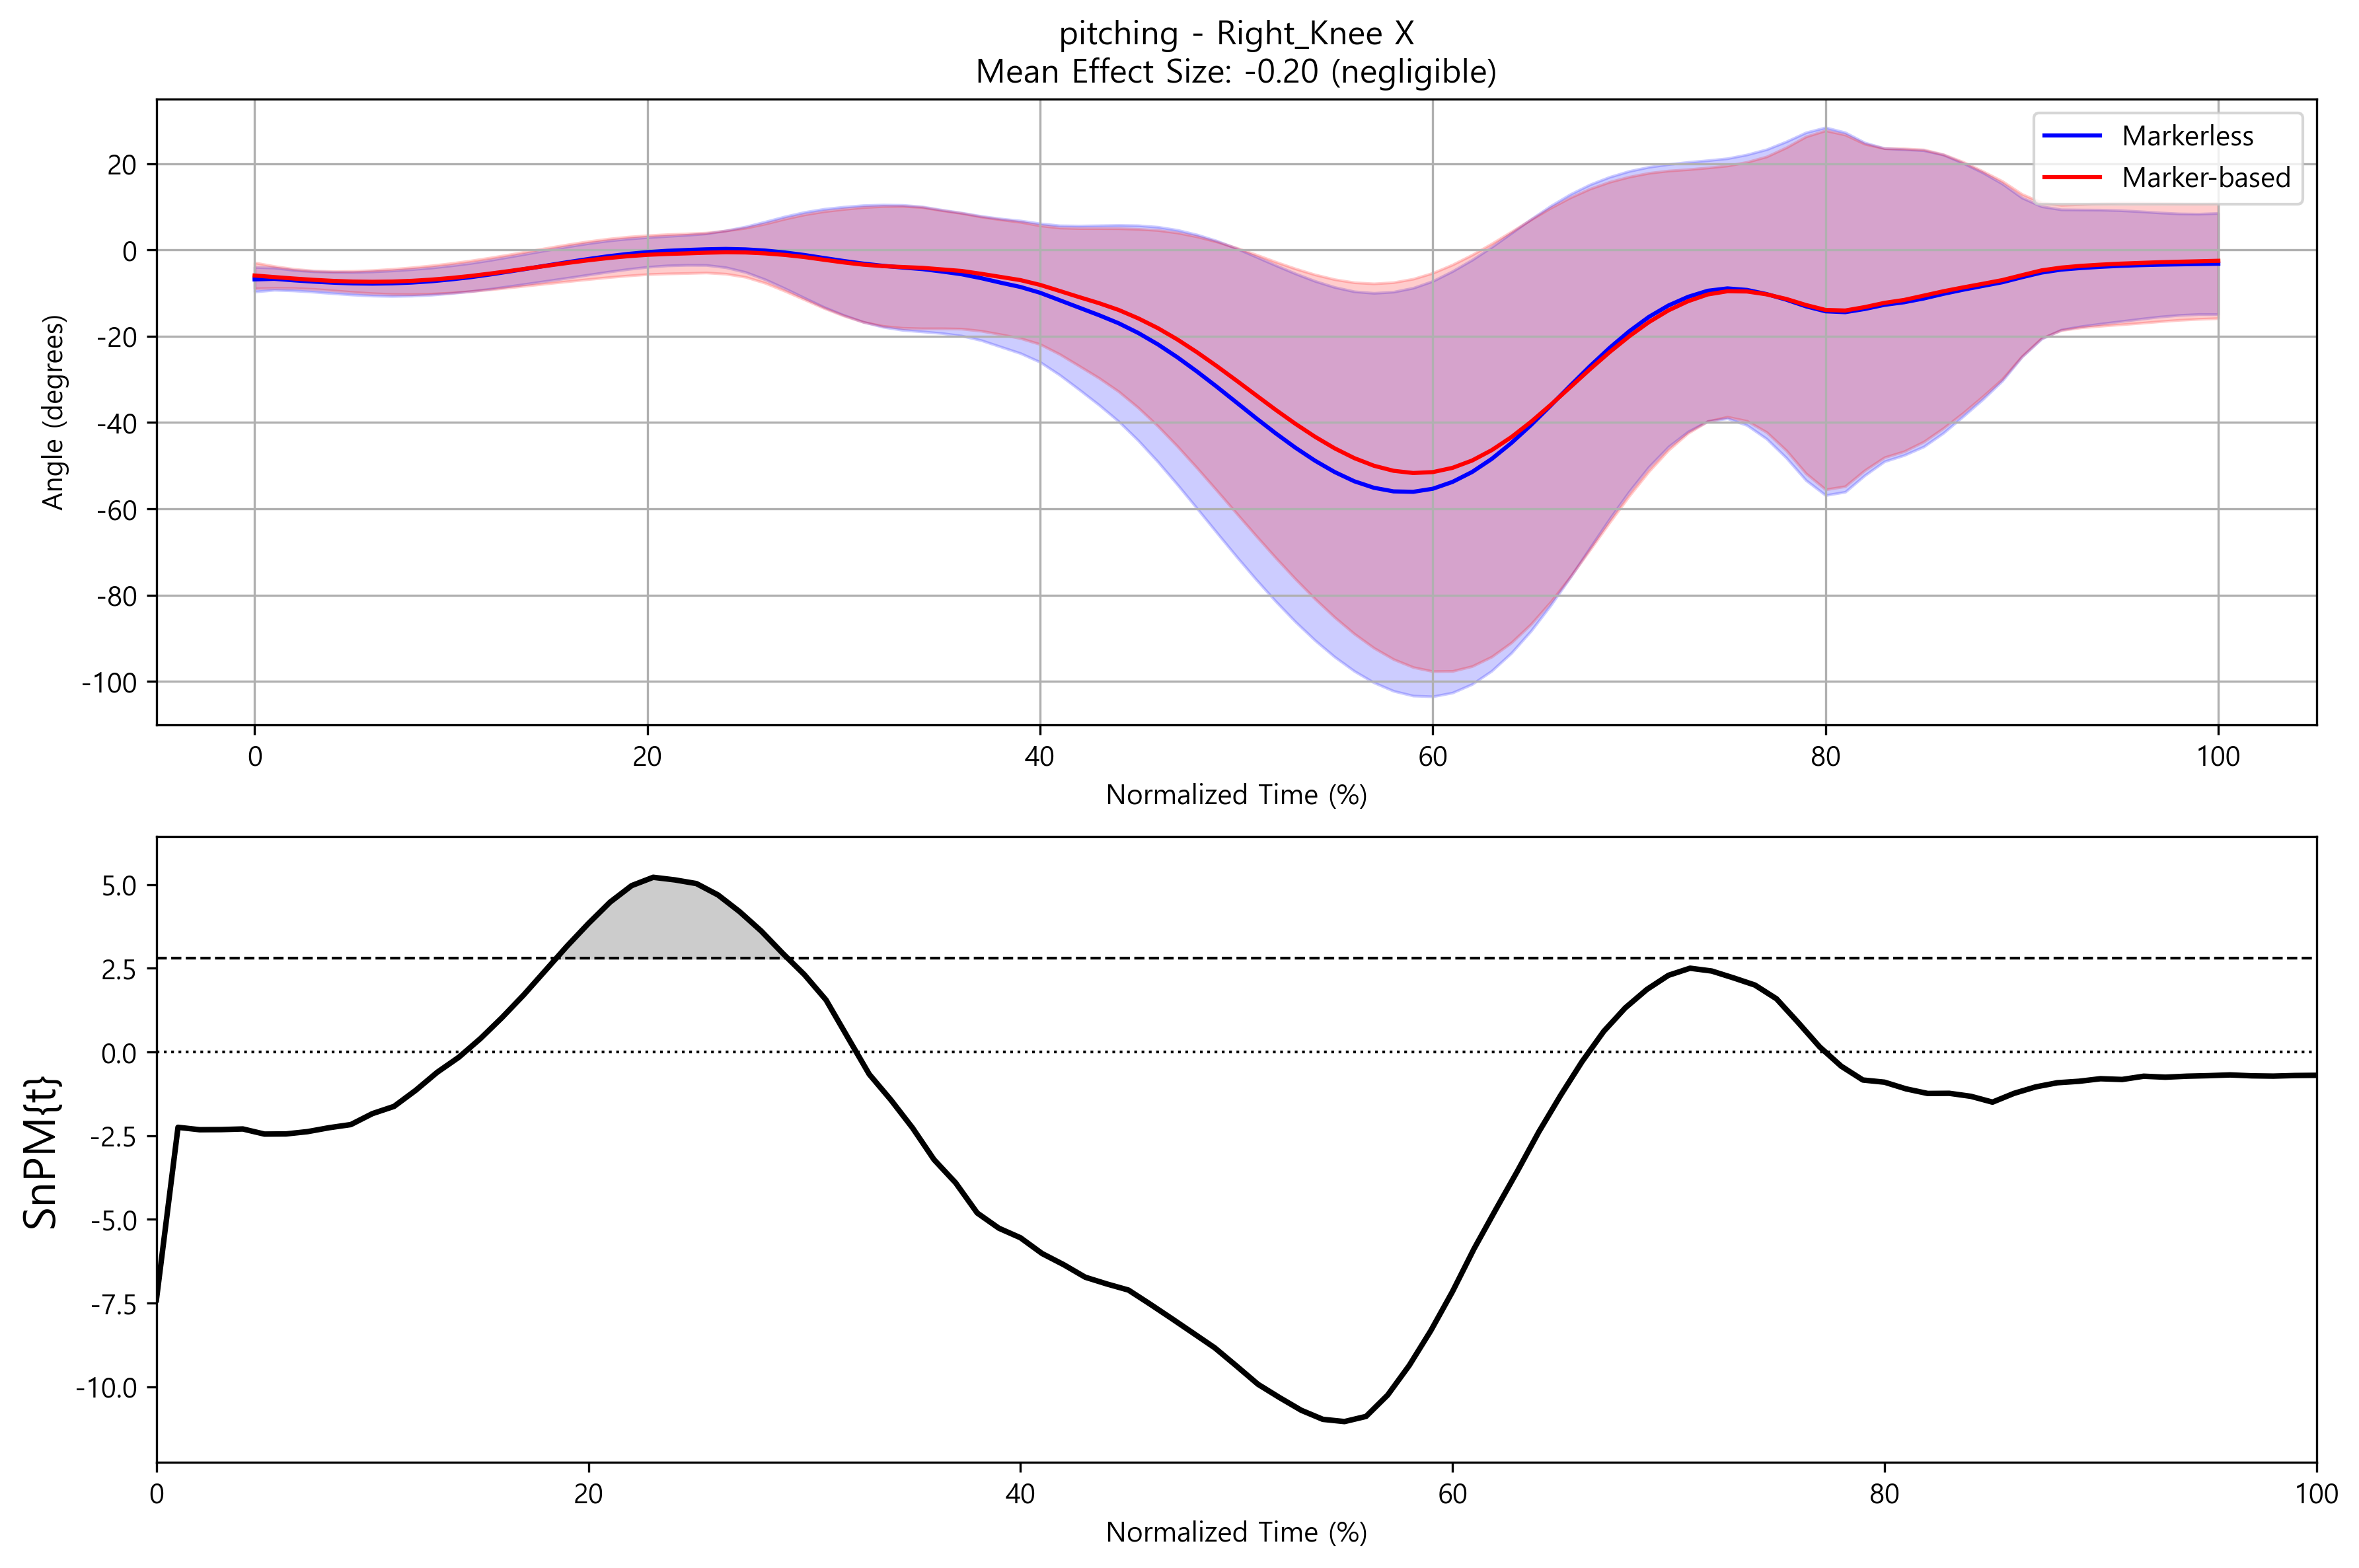 pitching - Right_Knee X
Mean Effect Size: -0.20 (negligible)
Markerless
Marker-based
20
0
-20
-40
-60
-80
-100
Angle (degrees)
0 20 40 60 80 100
Normalized Time (%)
5.0
2.5
0.0
-2.5
-5.0
-7.5
-10.0
SnPM{t}
0 20 40 60 80 100
Normalized Time (%)